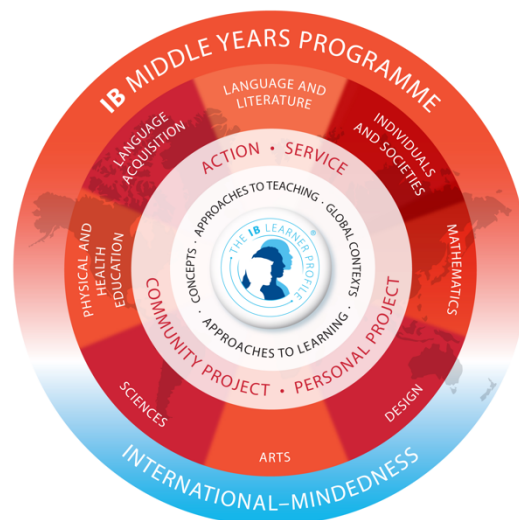 IB MIDDLE YEARS PROGRAMME
LANGUAGE AND
LITERATURE
INDIVIDUALS
AND SOCIETIES
MATHEMATICS
DESIGN
ARTS
SCIENCES
PHYSICAL AND
HEALTH
EDUCATION
LANGUAGE
ACQUISITION
ACTION • SERVICE
PERSONAL PROJECT
COMMUNITY PROJECT •
APPROACHES TO TEACHING ·
GLOBAL CONTEXTS ·
APPROACHES TO LEARNING ·
CONCEPTS ·
THE IB LEARNER PROFILE
®
INTERNATIONAL–MINDEDNESS